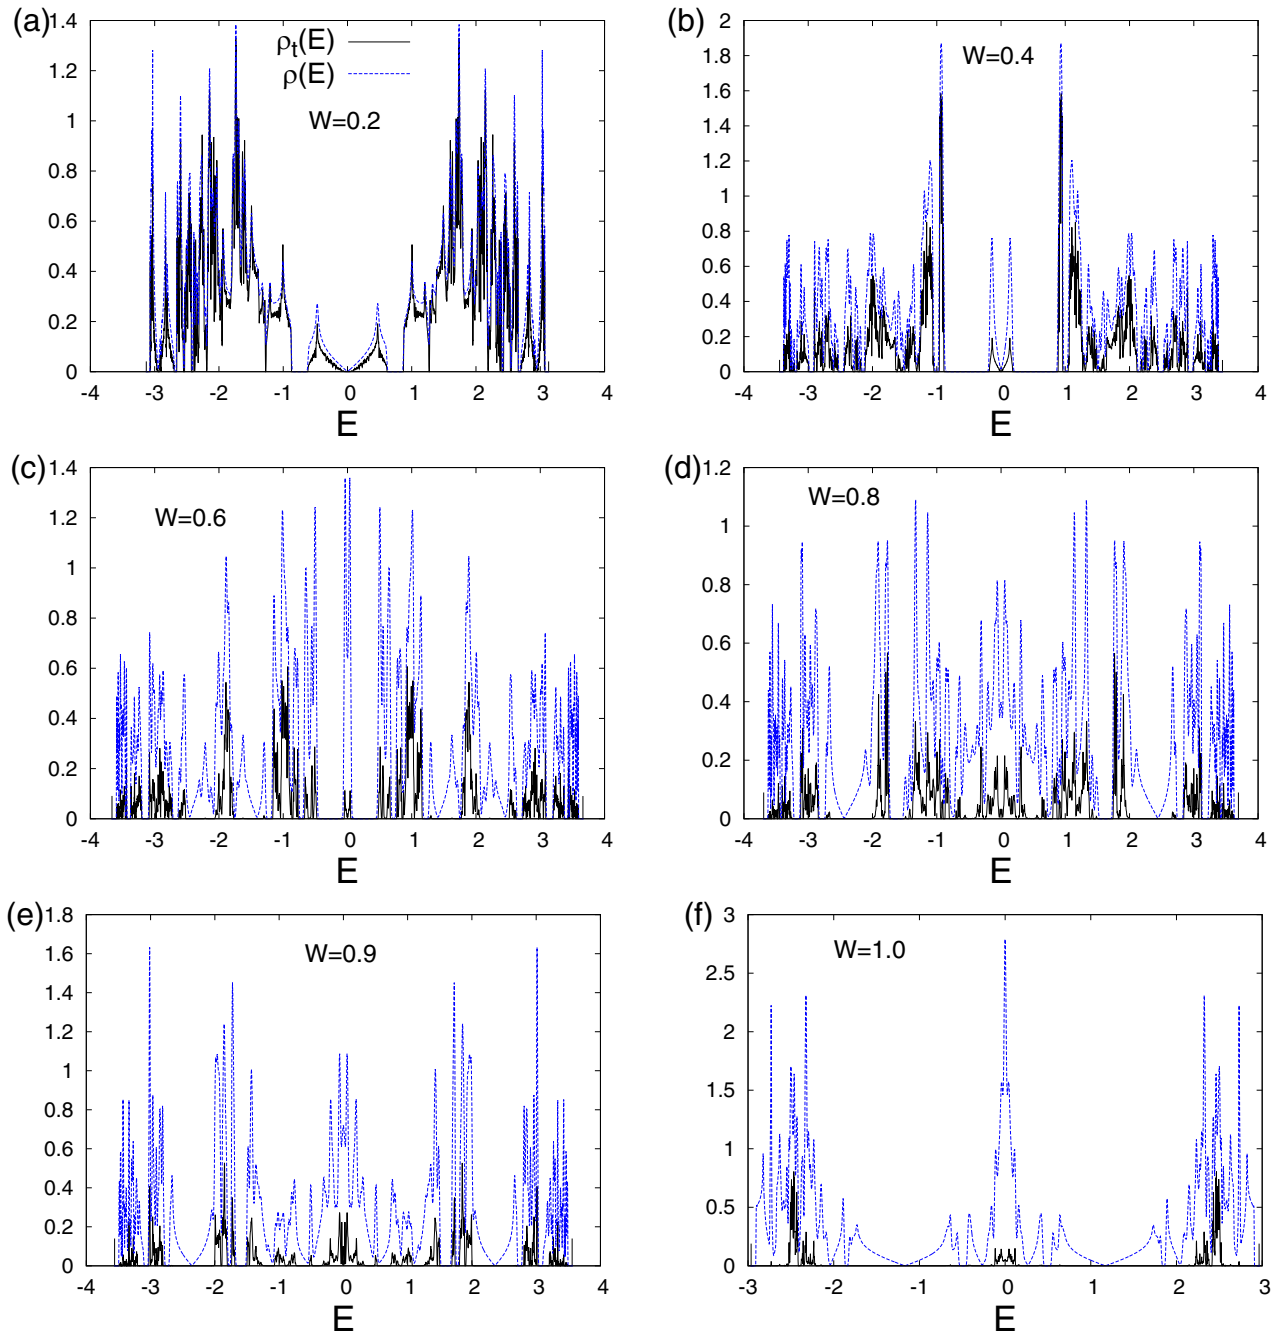 (a)
1.4
1.2
1
0.8
0.6
0.4
0.2
0
ρt(E)
ρ(E)
W=0.2
-4 -3 -2 -1 0 1 2 3 4
E
(b)
2
1.8
1.6
1.4
1.2
1
0.8
0.6
0.4
0.2
0
W=0.4
-4 -3 -2 -1 0 1 2 3 4
E
(c)
1.4
1.2
1
0.8
0.6
0.4
0.2
0
W=0.6
-4 -3 -2 -1 0 1 2 3 4
E
(d)
1.2
1
0.8
0.6
0.4
0.2
0
W=0.8
-4 -3 -2 -1 0 1 2 3 4
E
(e)
1.8
1.6
1.4
1.2
1
0.8
0.6
0.4
0.2
0
W=0.9
-4 -3 -2 -1 0 1 2 3 4
E
(f)
3
2.5
2
1.5
1
0.5
0
W=1.0
-3 -2 -1 0 1 2 3
E